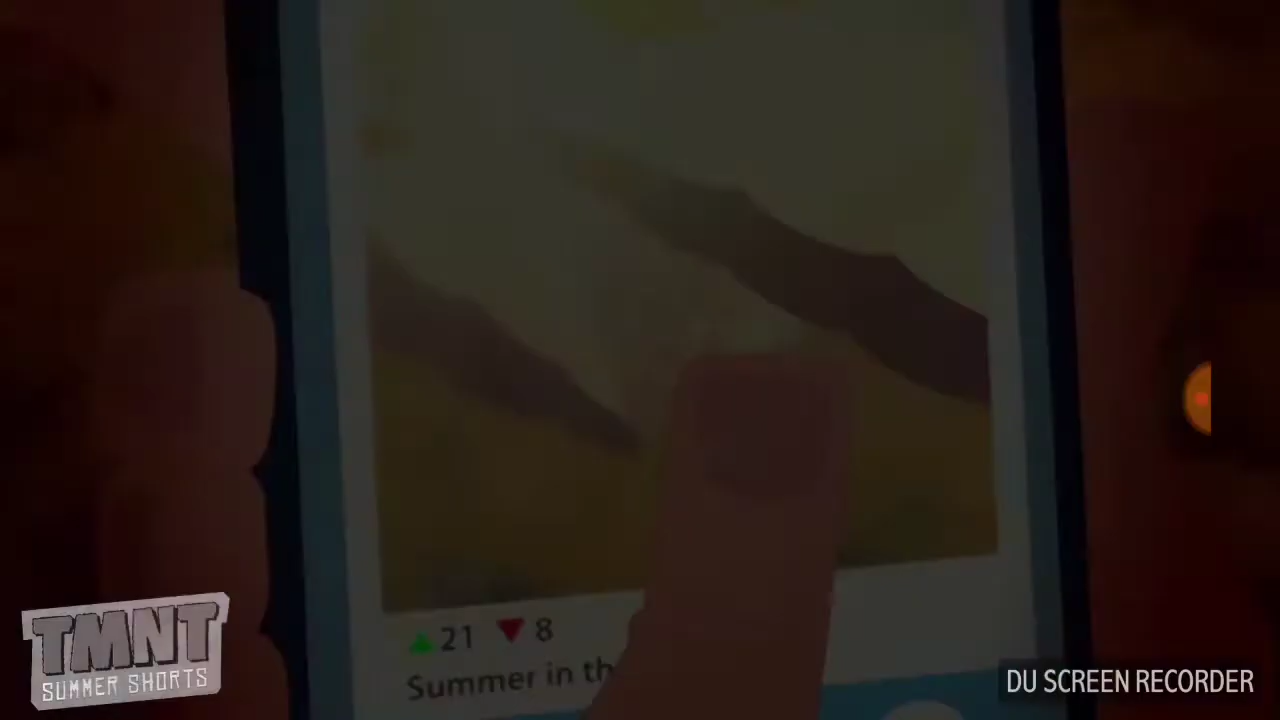 21 8
Summer in th
TMNT
SUMMER SHORTS
DU SCREEN RECORDER